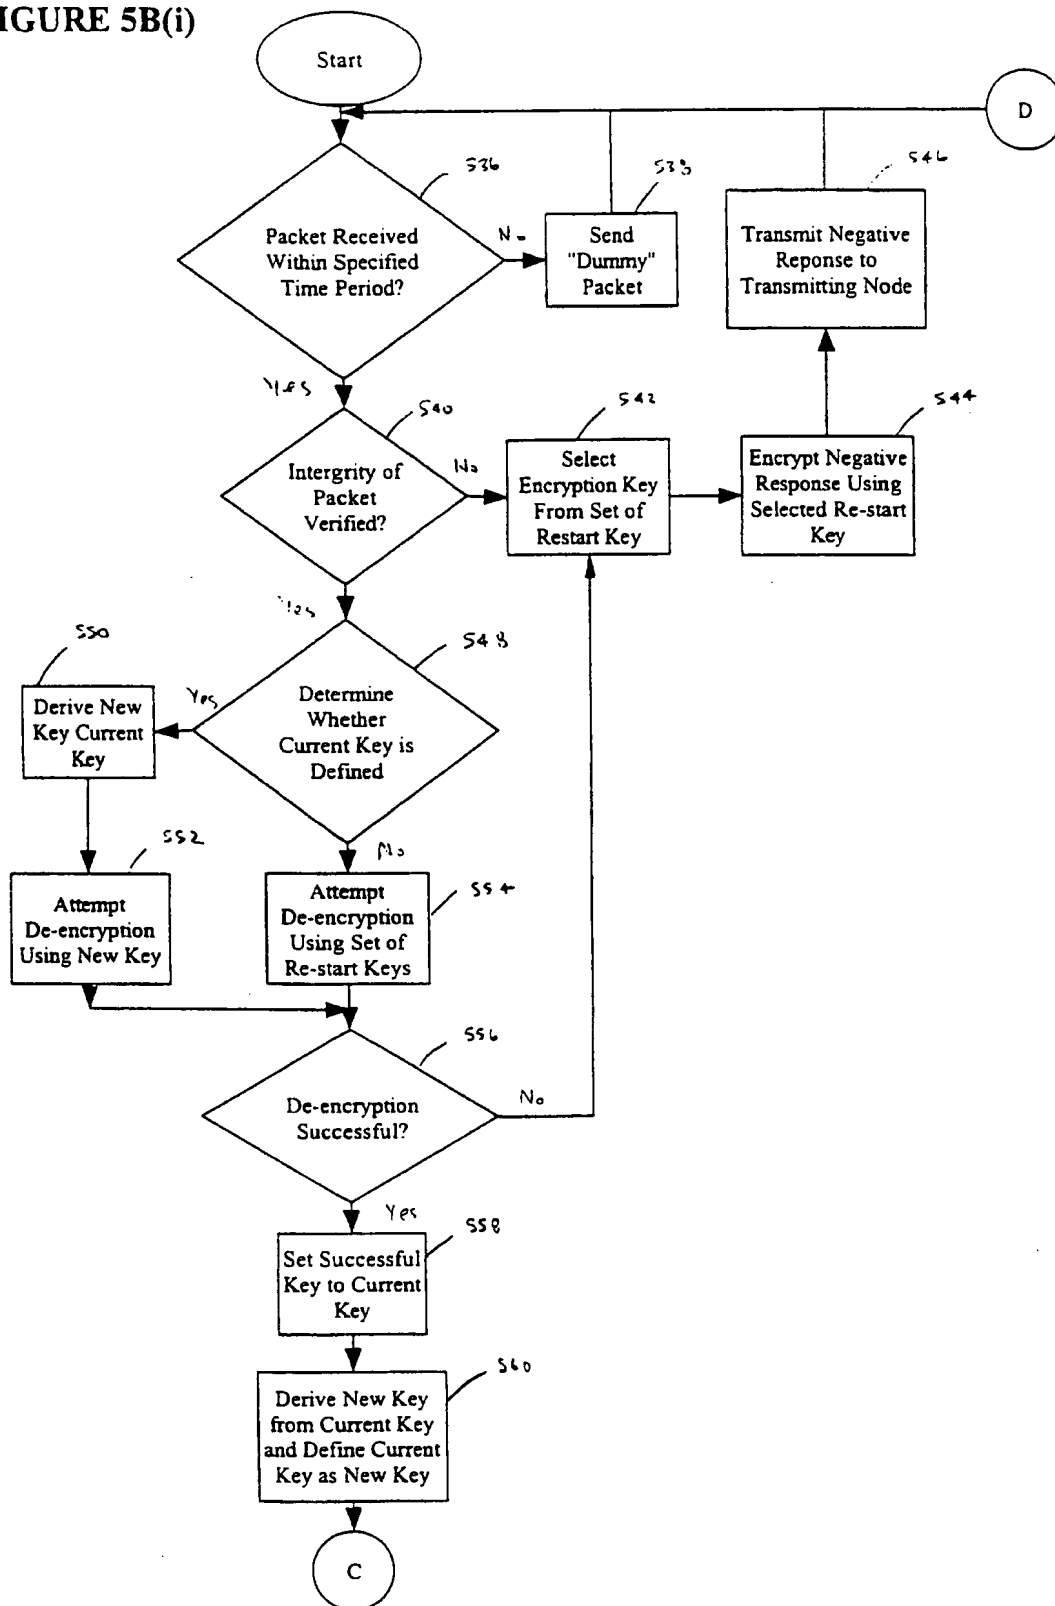 IGURE 5B(i)
Start
D
536
538
546
Packet Received
Within Specified
Time Period?
No
Send
"Dummy"
Packet
Transmit Negative
Reponse to
Transmitting Node
Yes
540
542
544
Intergrity of
Packet
Verified?
No
Select
Encryption Key
From Set of
Restart Key
Encrypt Negative
Response Using
Selected Re-start
Key
Yes
550
548
Derive New
Key Current
Key
Yes
Determine
Whether
Current Key is
Defined
552
No
554
Attempt
De-encryption
Using New Key
Attempt
De-encryption
Using Set of
Re-start Keys
556
De-encryption
Successful?
No
Yes
558
Set Successful
Key to Current
Key
560
Derive New Key
from Current Key
and Define Current
Key as New Key
C